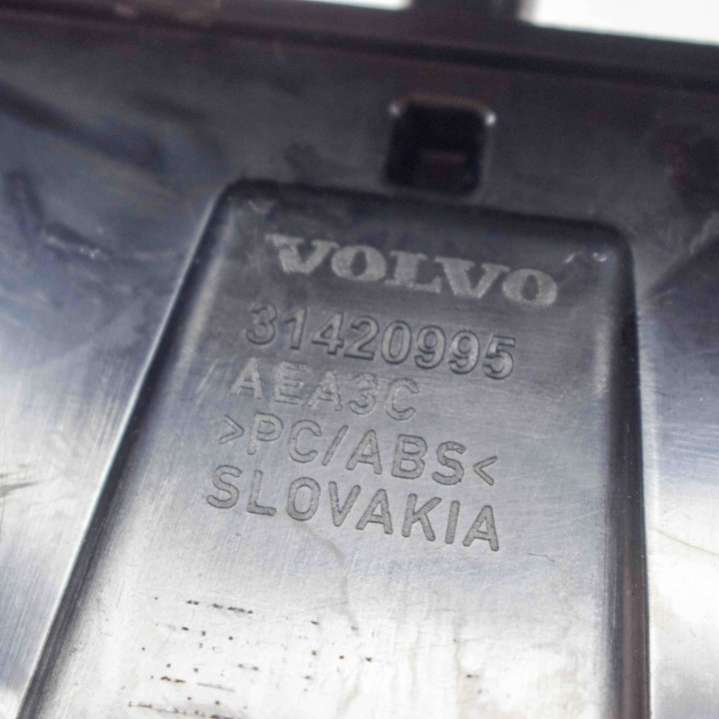 VOLVO
31420995
AEA3C
>PC/ABS<
SLOVAKIA